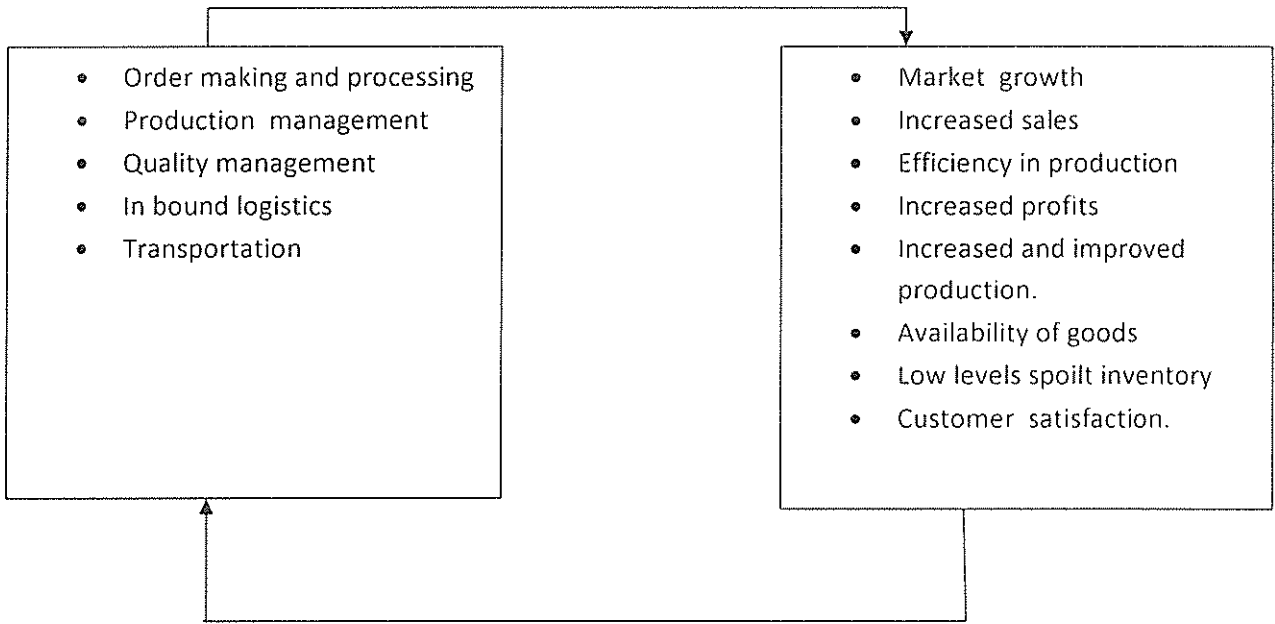 • Order making and processing
• Production management
• Quality management
• In bound logistics
• Transportation
• Market growth
• Increased sales
• Efficiency in production
• Increased profits
• Increased and improved
production.
• Availability of goods
• Low levels spoilt inventory
• Customer satisfaction.